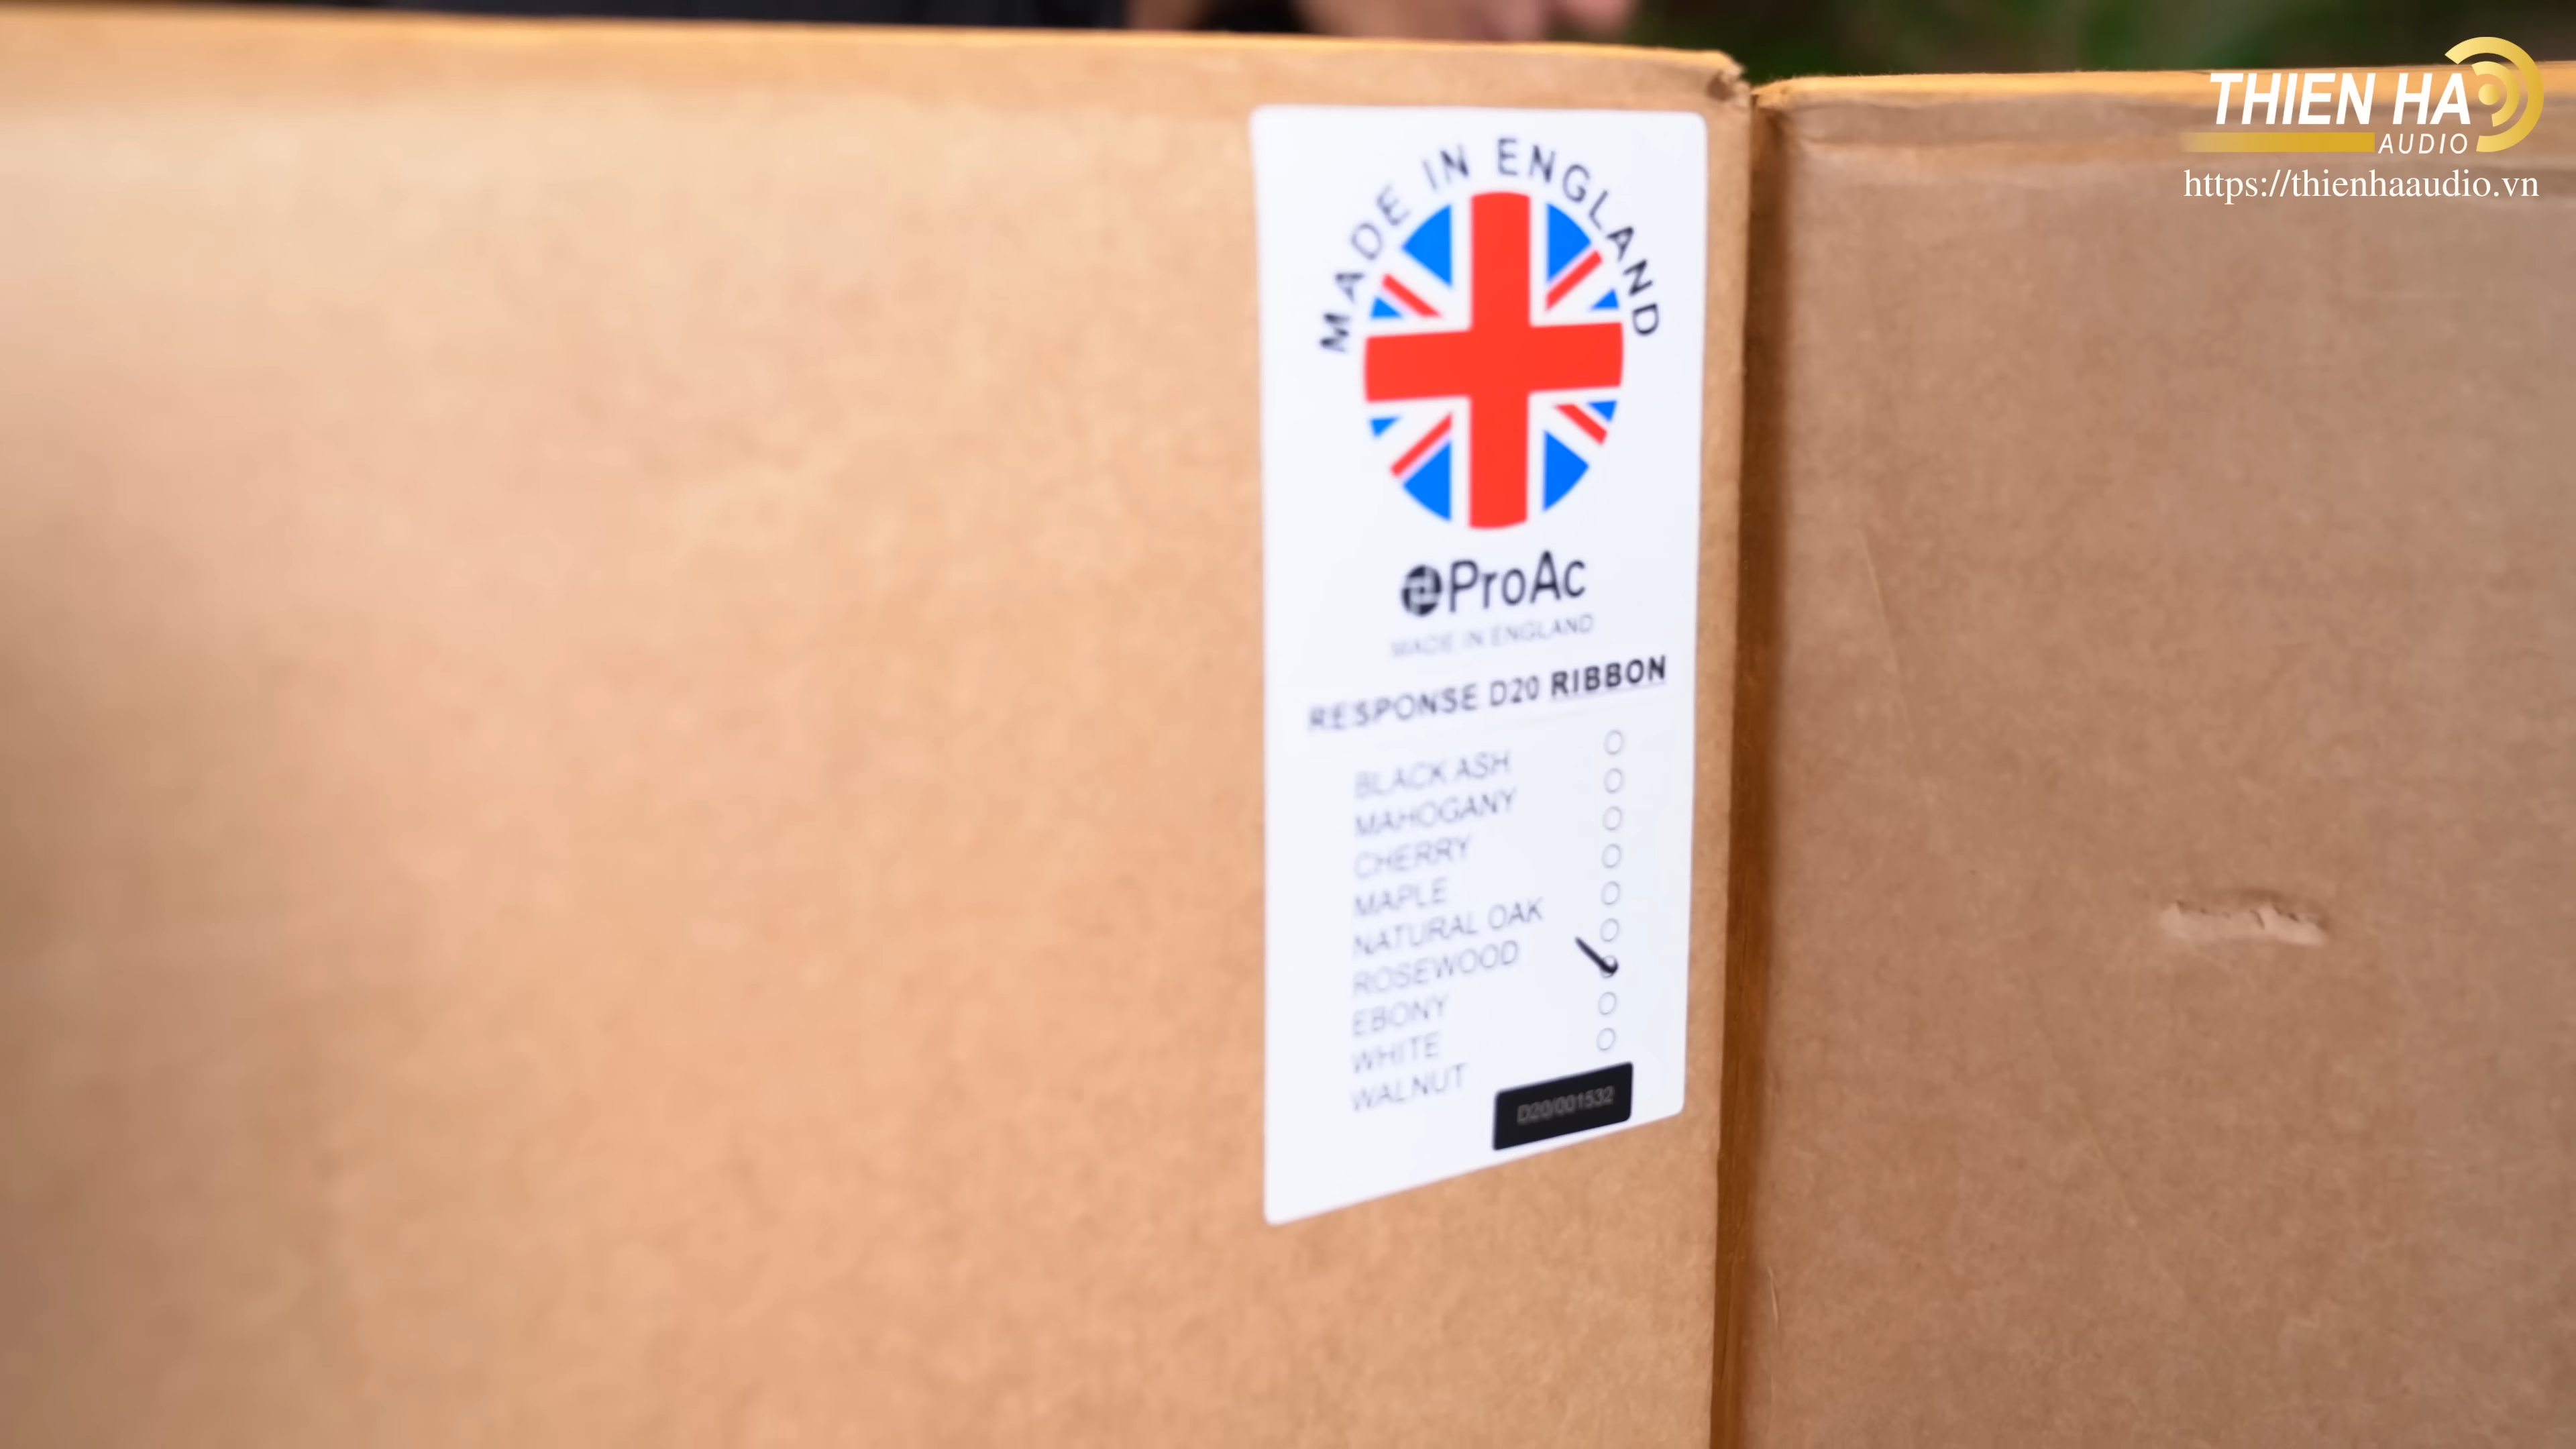 THIEN HA
AUDIO
https://thienhaaudio.vn
MADE IN ENGLAND
ProAc
MADE IN ENGLAND
RESPONSE D20 RIBBON
BLACK ASH
MAHOGANY
CHERRY
MAPLE
NATURAL OAK
ROSEWOOD
EBONY
WHITE
WALNUT
D20/001532